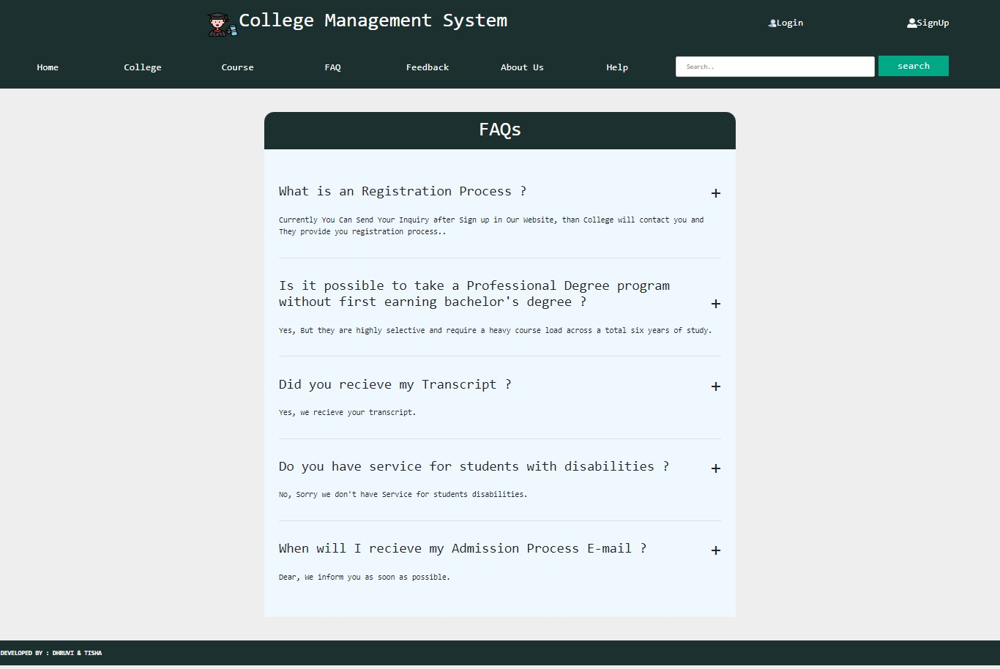 College Management System
Login
SignUp
Home
College
Course
FAQ
Feedback
About Us
Help
Search..
search
FAQs
What is an Registration Process ?
+
Currently You Can Send Your Inquiry after Sign up in Our Website, than College will contact you and
They provide you registration process..
Is it possible to take a Professional Degree program
without first earning bachelor's degree ?
+
Yes, But they are highly selective and require a heavy course load across a total six years of study.
Did you recieve my Transcript ?
+
Yes, we recieve your transcript.
Do you have service for students with disabilities ?
+
No, Sorry we don't have Service for students disabilities.
When will I recieve my Admission Process E-mail ?
+
Dear, We inform you as soon as possible.
DEVELOPED BY : DHRUVI & TISHA